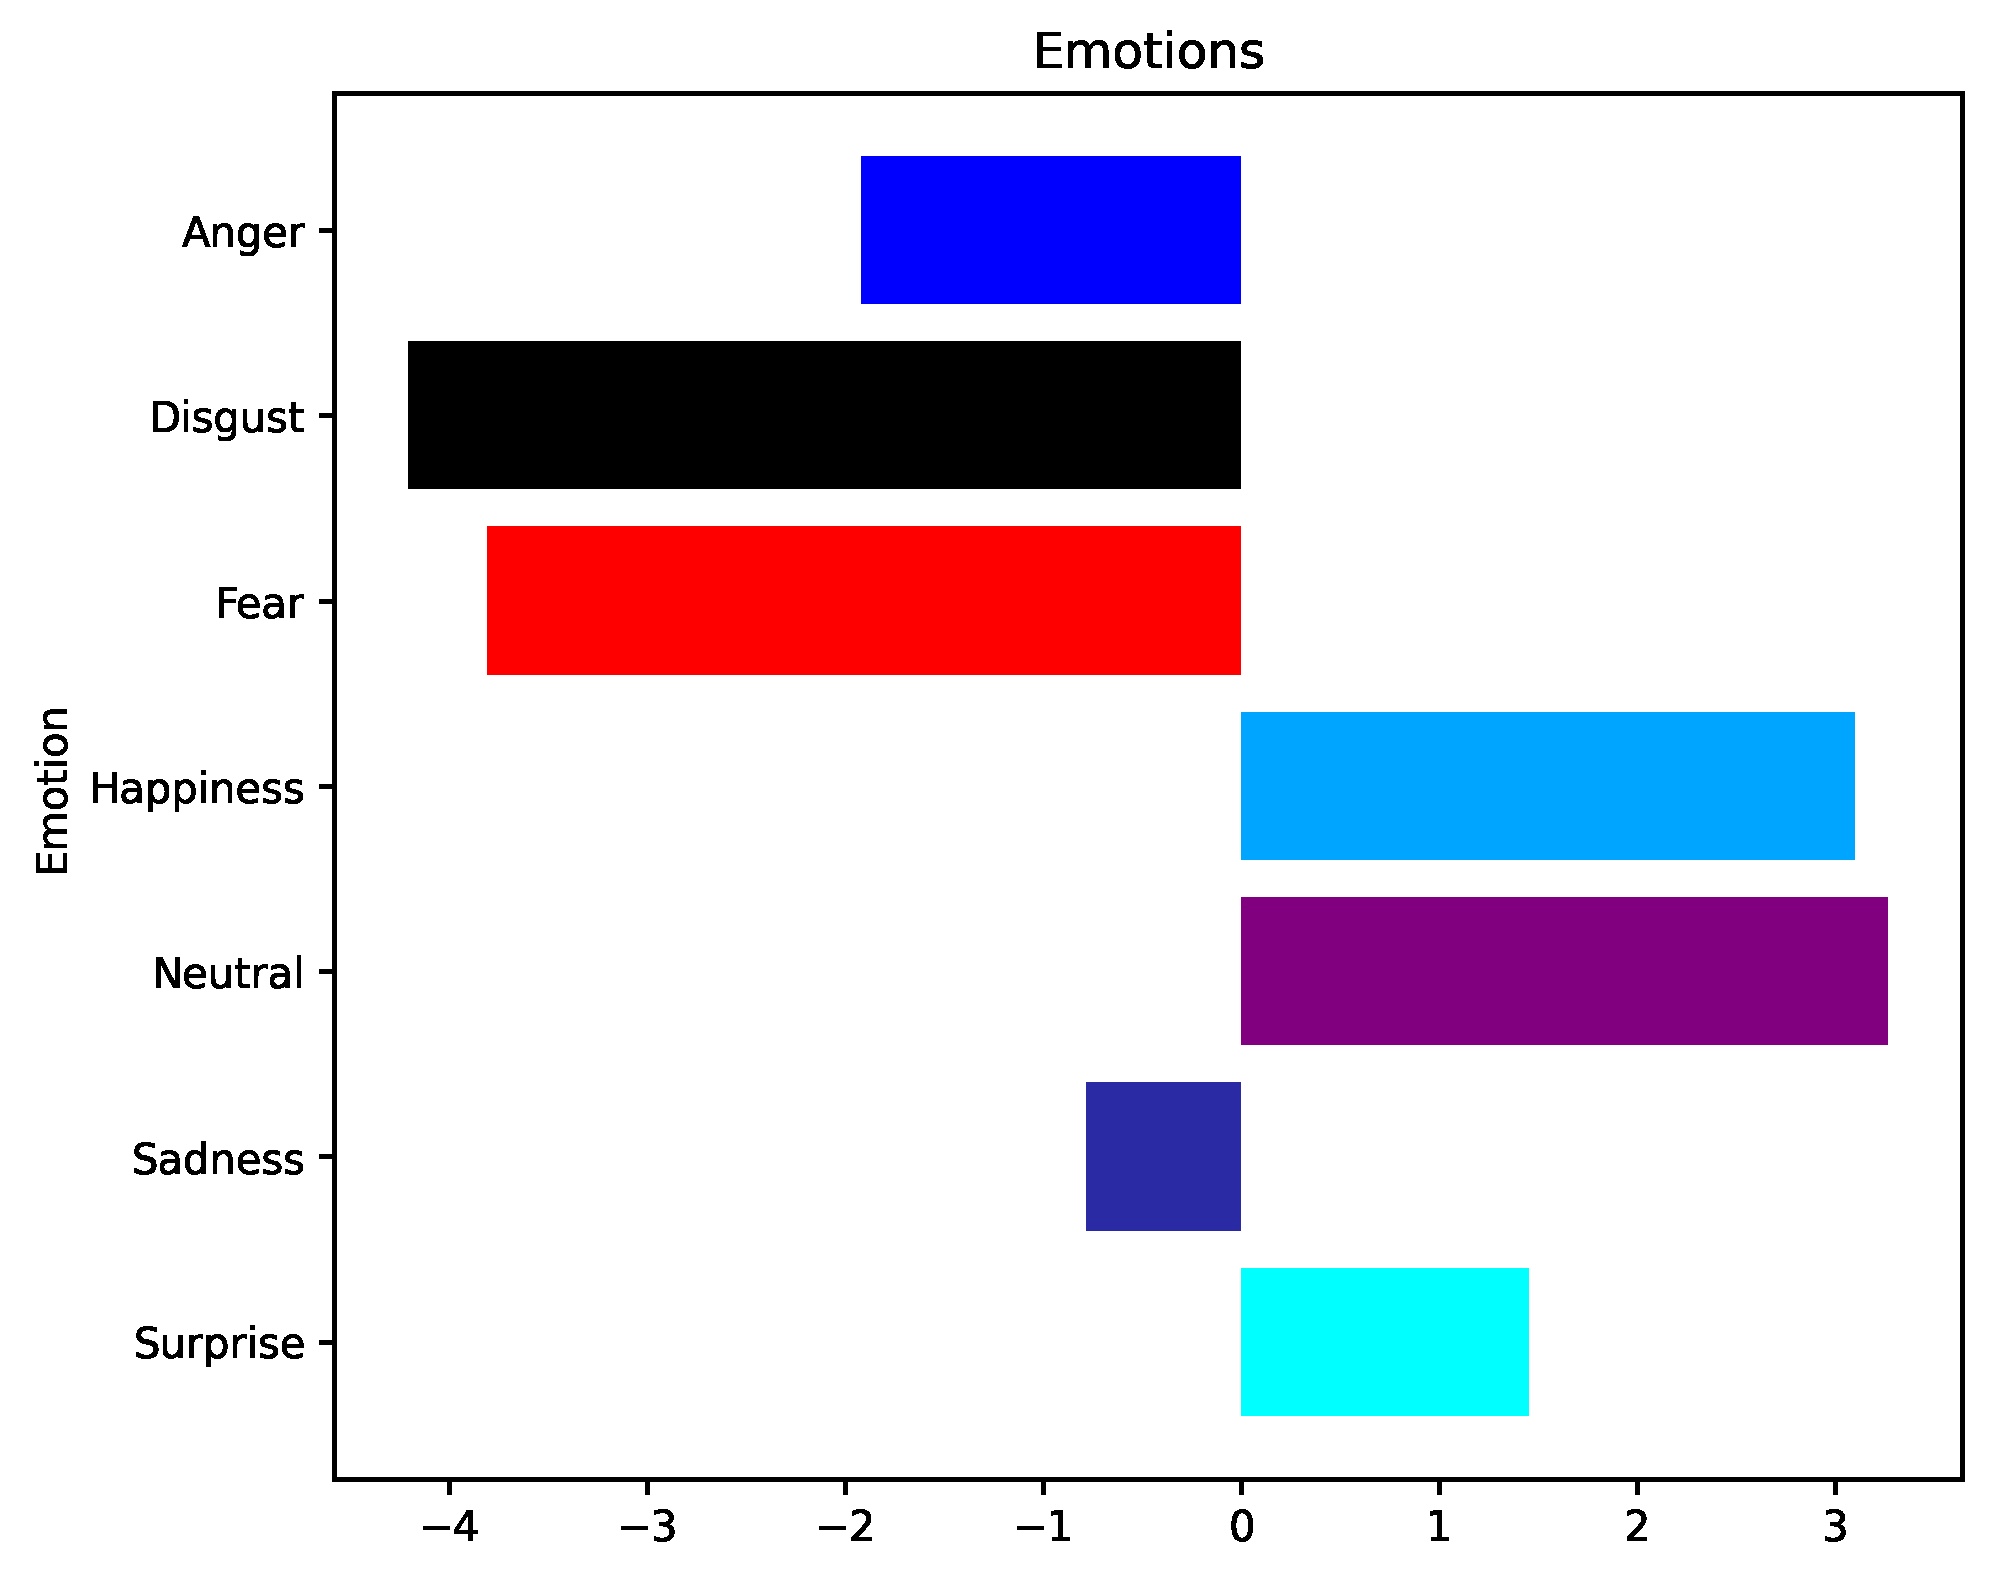 Emotions
Anger
Disgust
Fear
Happiness
Neutral
Sadness
Surprise
Emotion
−4 −3 −2 −1 0 1 2 3